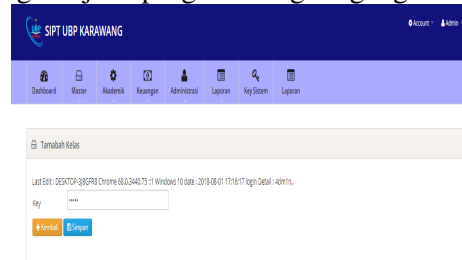 SIPT UBP KARAWANG
Account
Admin
Dashboard Master Akademik Keuangan Administrasi Laporan Key Sistem Laporan
Tamabah Kelas
Last Edit : DESKTOP-3J8GFR8 Chrome 68.0.3440.75 ::1 Windows 10 date : 2018-08-01 17:16:17 login Detail : 4dm1n,,
Key •••••
Kembali Simpan